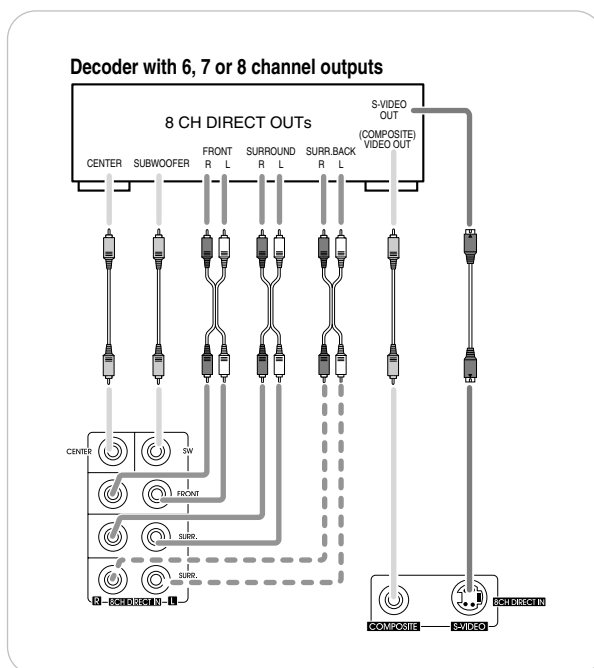 Decoder with 6, 7 or 8 channel outputs
S-VIDEO
OUT
8 CH DIRECT OUTs
(COMPOSITE)
VIDEO OUT
FRONT SURROUND SURR.BACK
CENTER SUBWOOFER R L R L R L
CENTER SW
FRONT
SURR.
SURR.
R 8CH DIRECT IN L
8CH DIRECT IN
COMPOSITE S-VIDEO